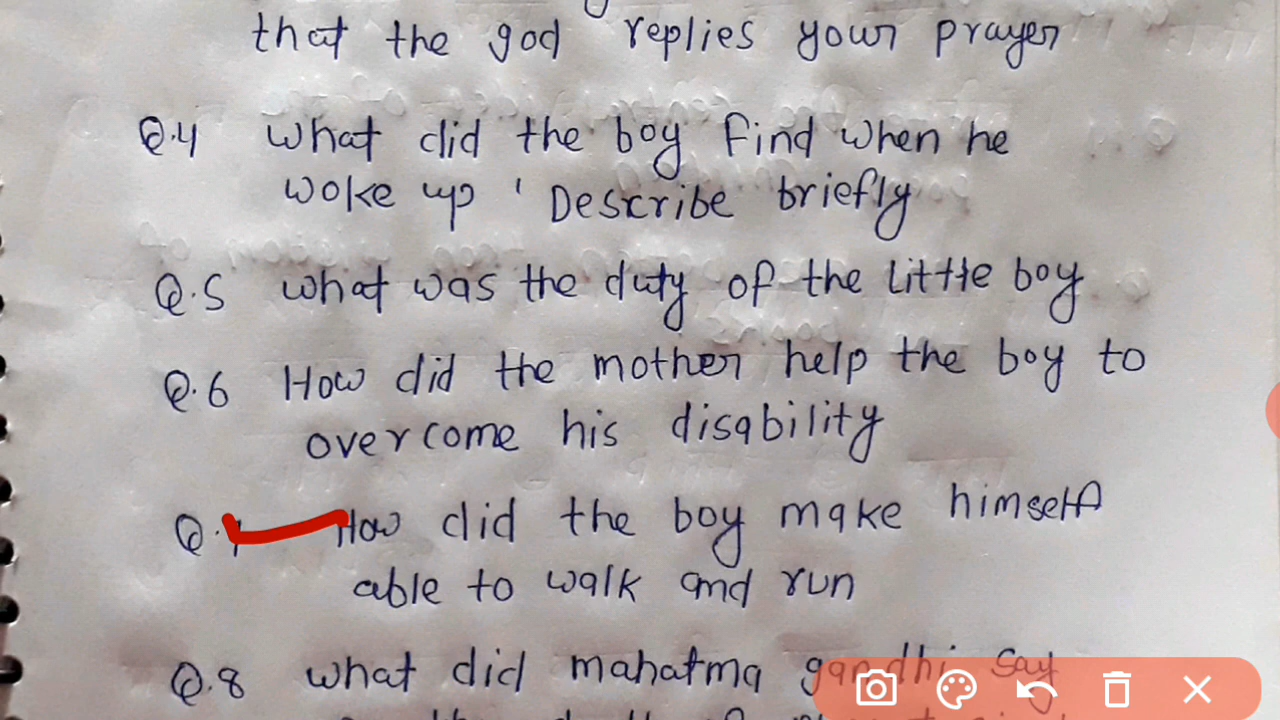 that the god replies your prayer
Q.4 What did the boy find when he
woke up ' Describe briefly
Q.5 what was the duty of the little boy
Q.6 How did the mother help the boy to
overcome his disability
Q. How did the boy make himself
able to walk and run
Q.8 what did mahatma gandhi say